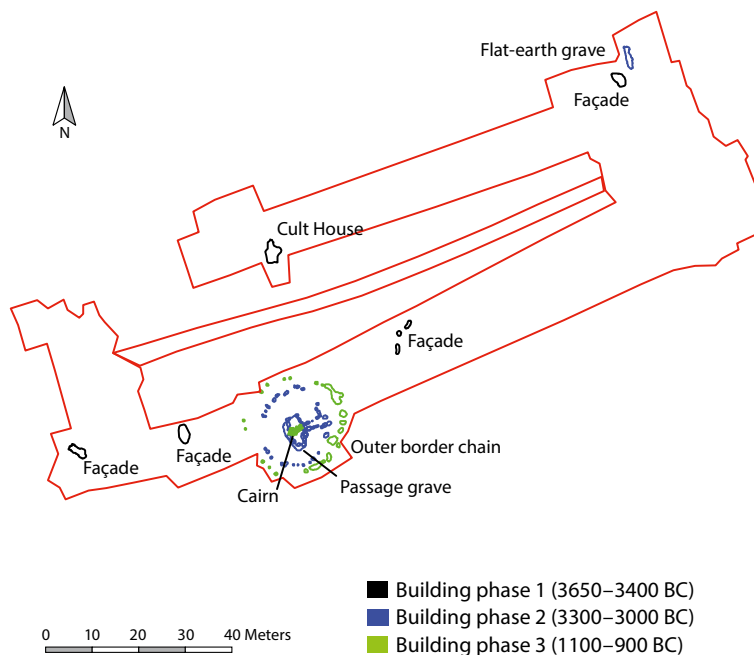 Flat-earth grave
Façade
N
Cult House
Façade
Façade
Façade
Outer border chain
Passage grave
Cairn
Building phase 1 (3650–3400 BC)
Building phase 2 (3300–3000 BC)
Building phase 3 (1100–900 BC)
0 10 20 30 40 Meters